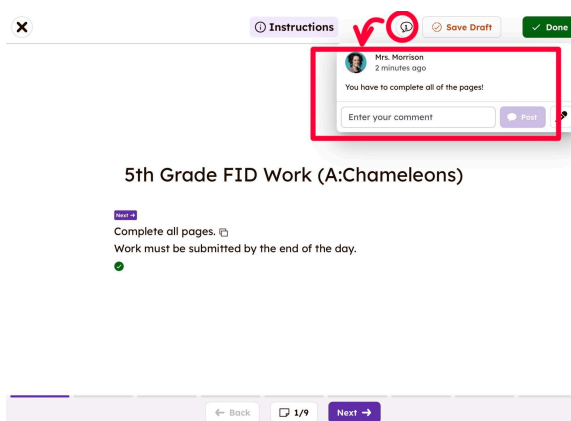 Instructions
Save Draft
Done
Mrs. Morrison
2 minutes ago
You have to complete all of the pages!
Enter your comment
Post
5th Grade FID Work (A:Chameleons)
Next →
Complete all pages.
Work must be submitted by the end of the day.
← Back
1/9
Next →